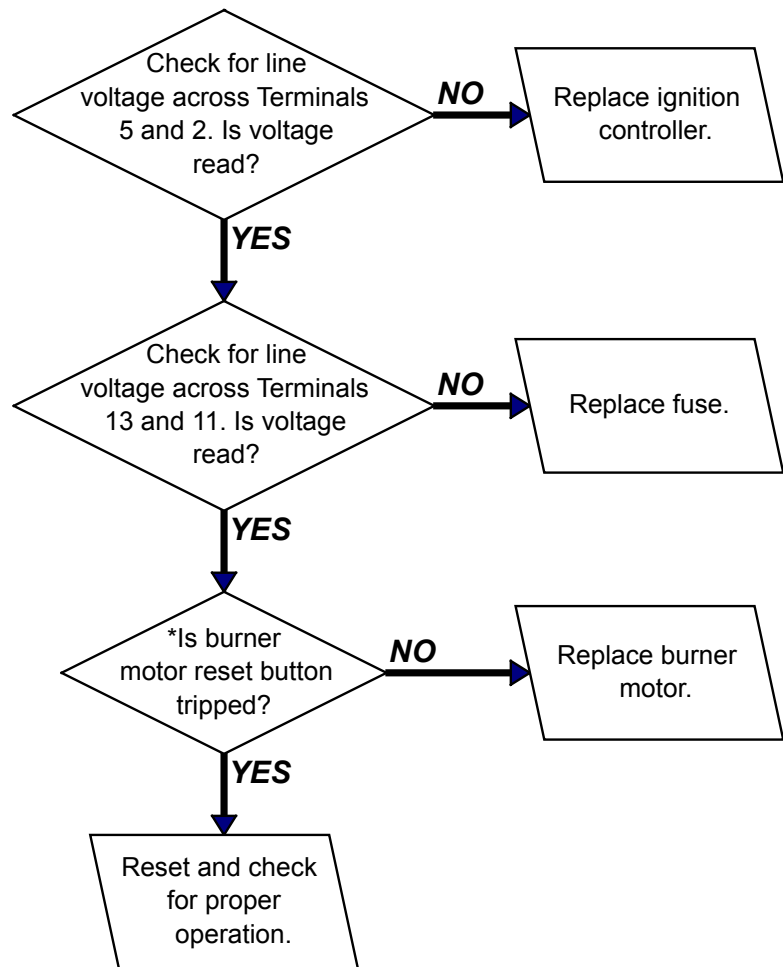 Check for line
voltage across Terminals
5 and 2. Is voltage
read?
NO
Replace ignition
controller.
YES
Check for line
voltage across Terminals
13 and 11. Is voltage
read?
NO
Replace fuse.
YES
*Is burner
motor reset button
tripped?
NO
Replace burner
motor.
YES
Reset and check
for proper
operation.